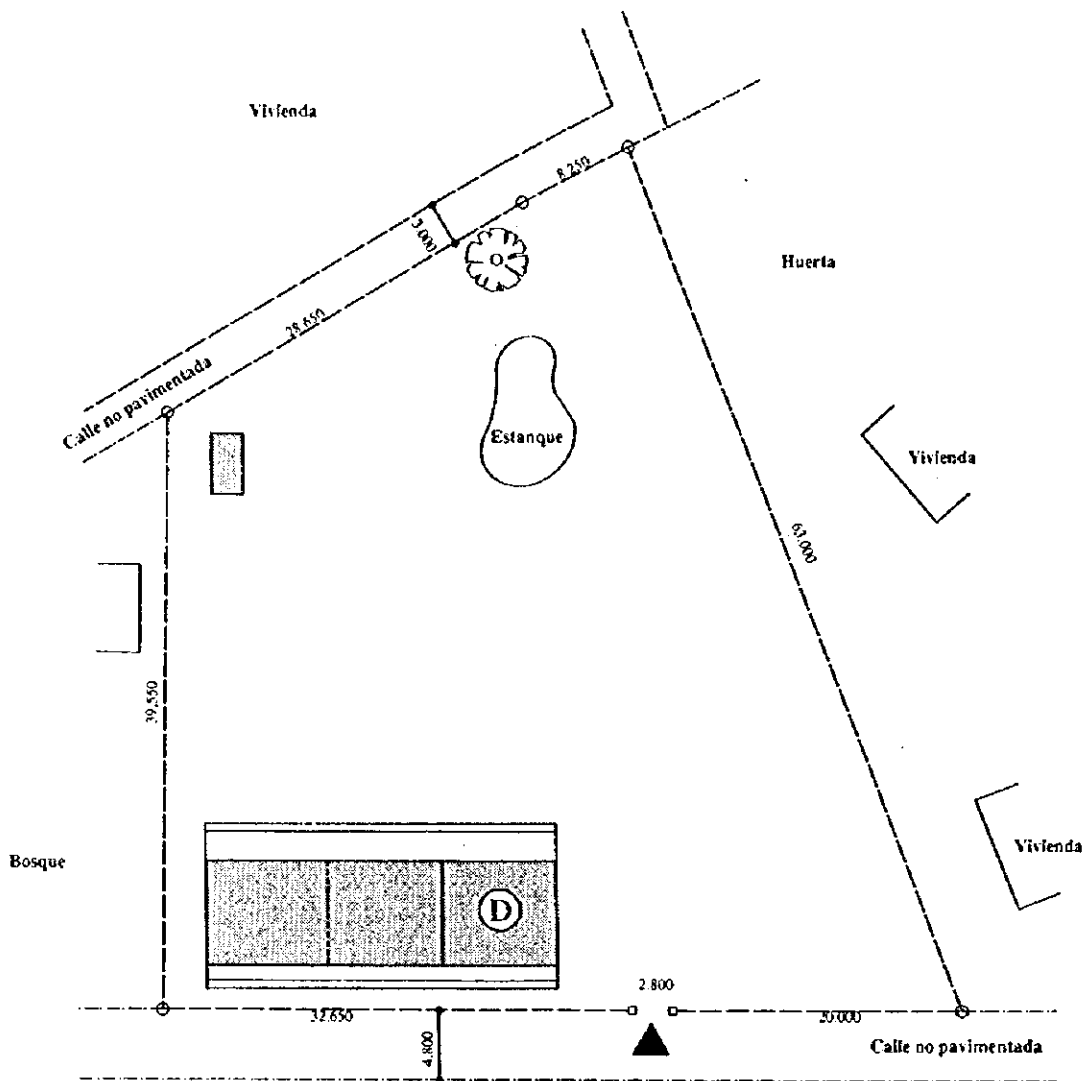 Vivienda
8.250
3.000
Huerta
28.650
Calle no pavimentada
Estanque
Vivienda
63.000
39,550
Vivienda
Bosque
D
2.800
32.650
20.000
4.800
Calle no pavimentada